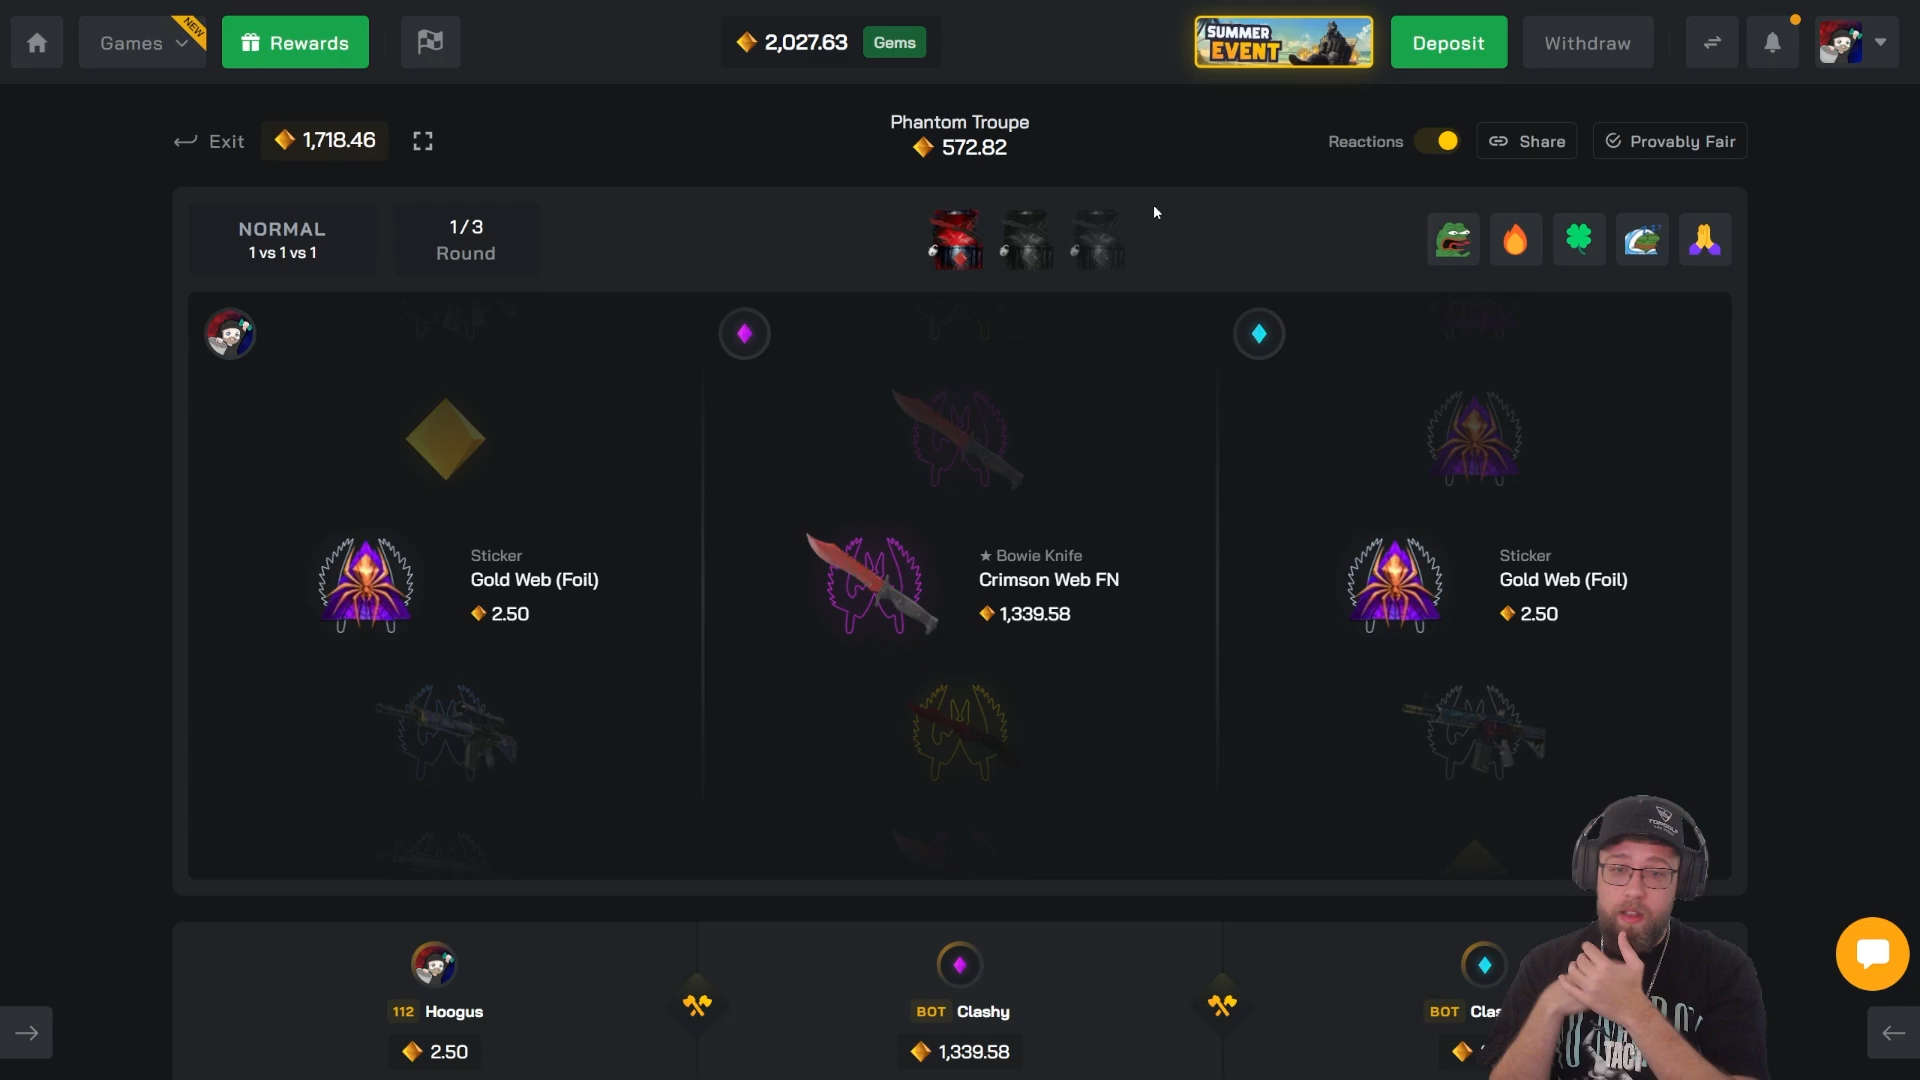 Games
NEW
Rewards
2,027.63
Gems
SUMMER
EVENT
Deposit
Withdraw
Exit
1,718.46
Phantom Troupe
572.82
Reactions
Share
Provably Fair
NORMAL
1 vs 1 vs 1
1/3
Round
Sticker
Gold Web (Foil)
2.50
★ Bowie Knife
Crimson Web FN
1,339.58
Sticker
Gold Web (Foil)
2.50
112 Hoogus
2.50
BOT Clashy
1,339.58
BOT Clas